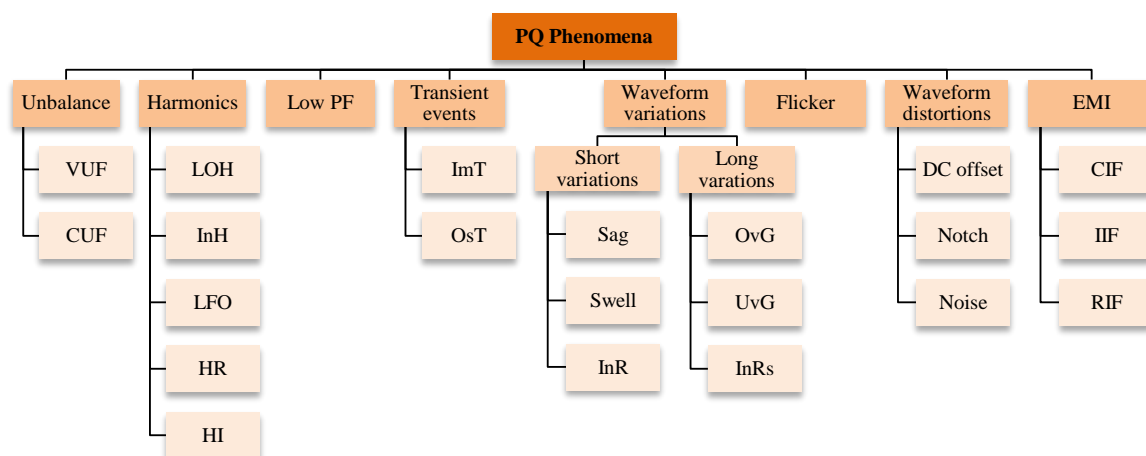 PQ Phenomena
Unbalance
Harmonics
Low PF
Transient
events
Waveform
variations
Flicker
Waveform
distortions
EMI
VUF
CUF
LOH
InH
LFO
HR
HI
ImT
OsT
Short
variations
Sag
Swell
InR
Long
varations
OvG
UvG
InRs
DC offset
Notch
Noise
CIF
IIF
RIF